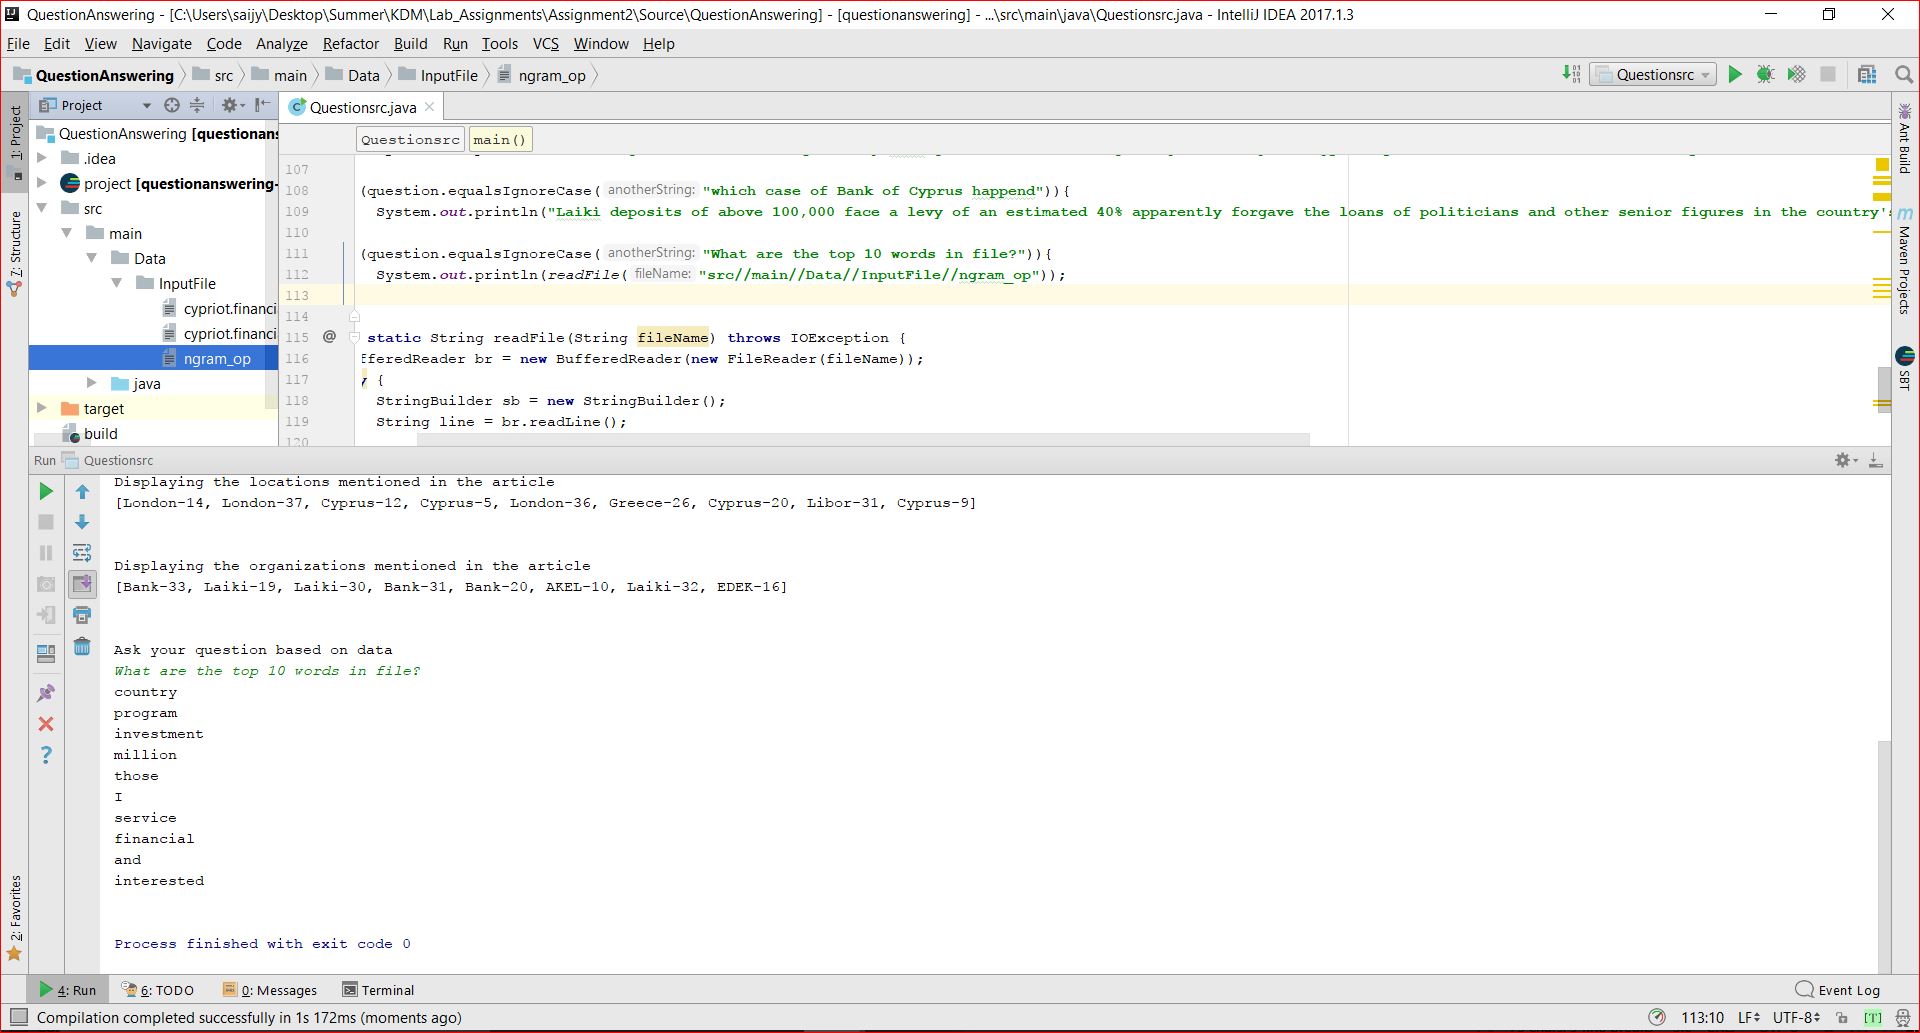 QuestionAnswering - [C:\Users\saijy\Desktop\Summer\KDM\Lab_Assignments\Assignment2\Source\QuestionAnswering] - [questionanswering] - ...\src\main\java\Questionsrc.java - IntelliJ IDEA 2017.1.3
File Edit View Navigate Code Analyze Refactor Build Run Tools VCS Window Help
QuestionAnswering src main Data InputFile ngram_op Questionsrc
Project
Questionsrc.java
1: Project
7: Structure
2: Favorites
Ant Build
Maven Projects
SBT
QuestionAnswering [questionans
.idea
project [questionanswering-
src
main
Data
InputFile
cypriot.financi
cypriot.financi
ngram_op
java
target
build
Questionsrc main()
107
108 (question.equalsIgnoreCase( anotherString: "which case of Bank of Cyprus happend")){
109 System.out.println("Laiki deposits of above 100,000 face a levy of an estimated 40% apparently forgave the loans of politicians and other senior figures in the country's
110
111 (question.equalsIgnoreCase( anotherString: "What are the top 10 words in file?")){
112 System.out.println(readFile( fileName: "src//main//Data//InputFile//ngram_op"));
113
114
115 @ static String readFile(String fileName) throws IOException {
116 fferedReader br = new BufferedReader(new FileReader(fileName));
117 y {
118 StringBuilder sb = new StringBuilder();
119 String line = br.readLine();
120
Run Questionsrc
Displaying the locations mentioned in the article
[London-14, London-37, Cyprus-12, Cyprus-5, London-36, Greece-26, Cyprus-20, Libor-31, Cyprus-9]
Displaying the organizations mentioned in the article
[Bank-33, Laiki-19, Laiki-30, Bank-31, Bank-20, AKEL-10, Laiki-32, EDEK-16]
Ask your question based on data
What are the top 10 words in file?
country
program
investment
million
those
I
service
financial
and
interested
Process finished with exit code 0
4: Run 6: TODO 0: Messages Terminal Event Log
Compilation completed successfully in 1s 172ms (moments ago) 113:10 LF UTF-8 [T]